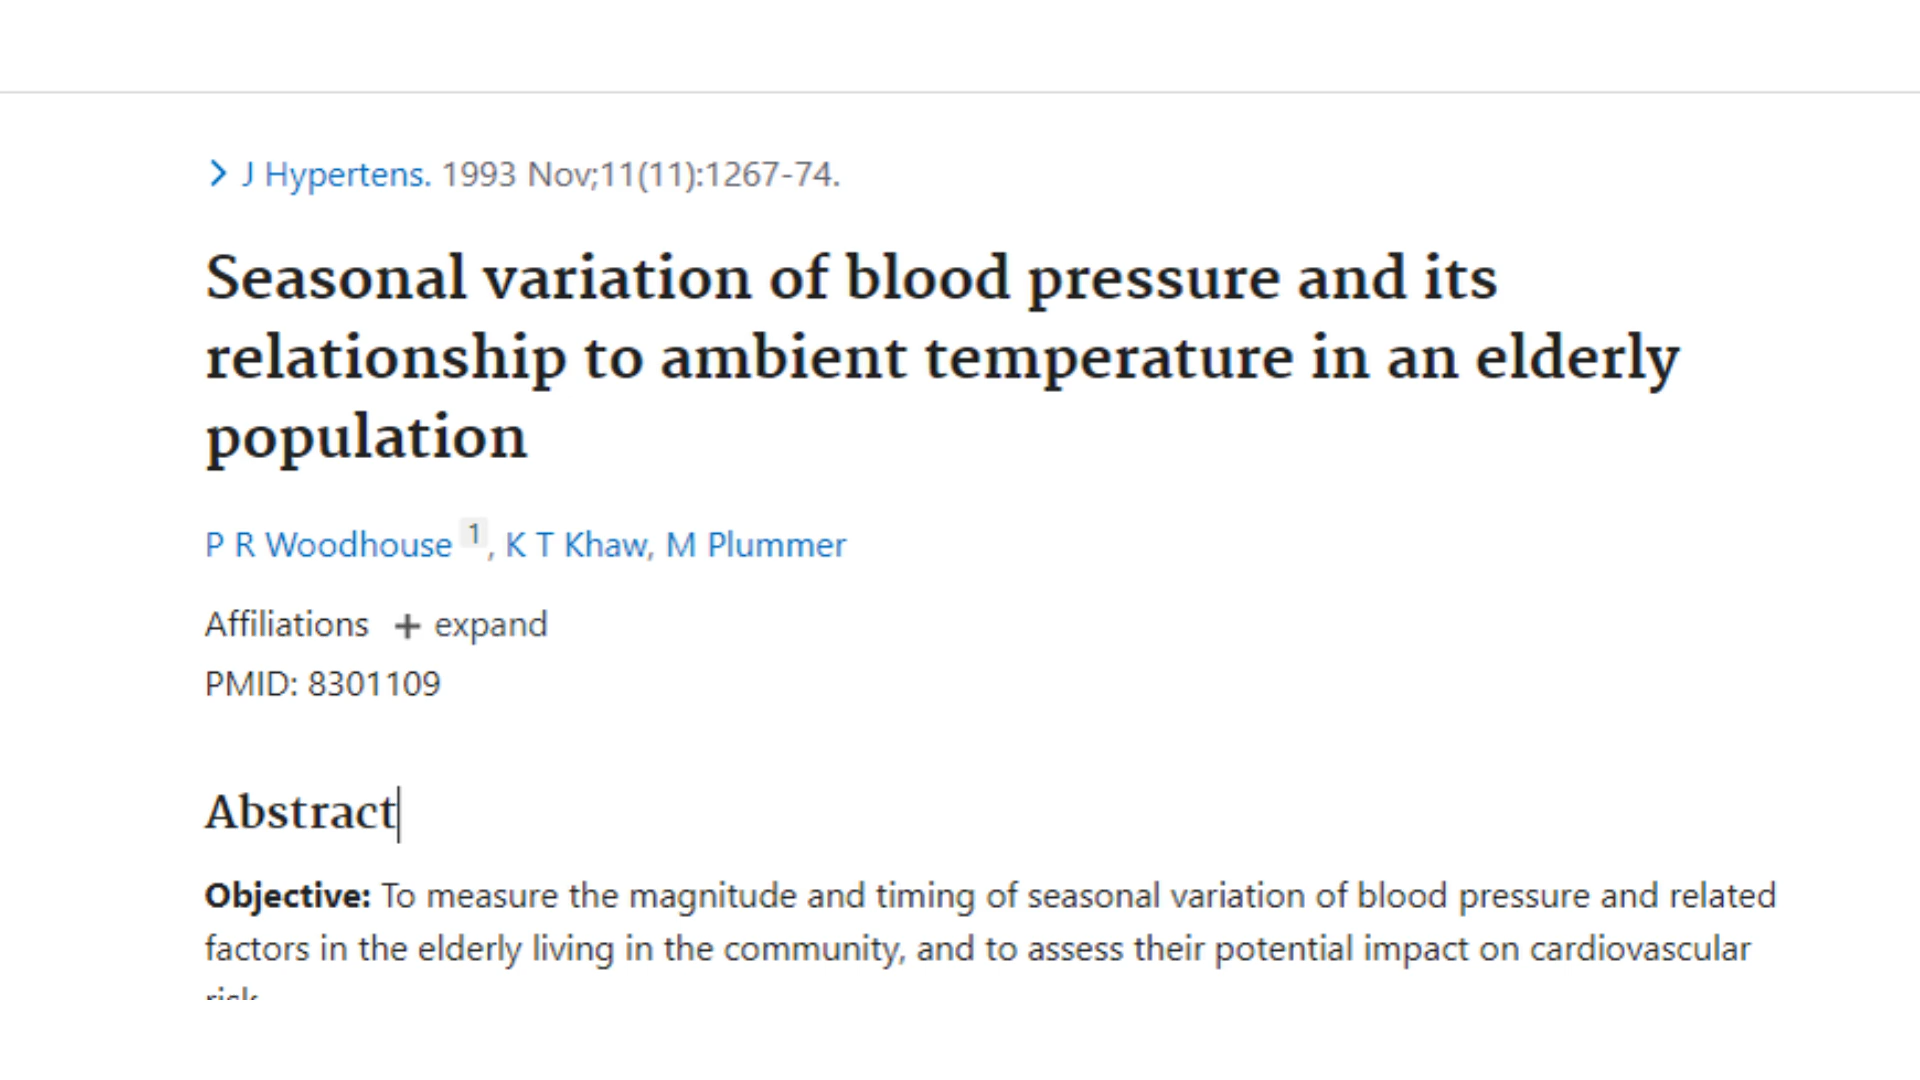 J Hypertens. 1993 Nov;11(11):1267-74.
Seasonal variation of blood pressure and its
relationship to ambient temperature in an elderly
population
P R Woodhouse 1, K T Khaw, M Plummer
Affiliations + expand
PMID: 8301109
Abstract
Objective: To measure the magnitude and timing of seasonal variation of blood pressure and related
factors in the elderly living in the community, and to assess their potential impact on cardiovascular
risk